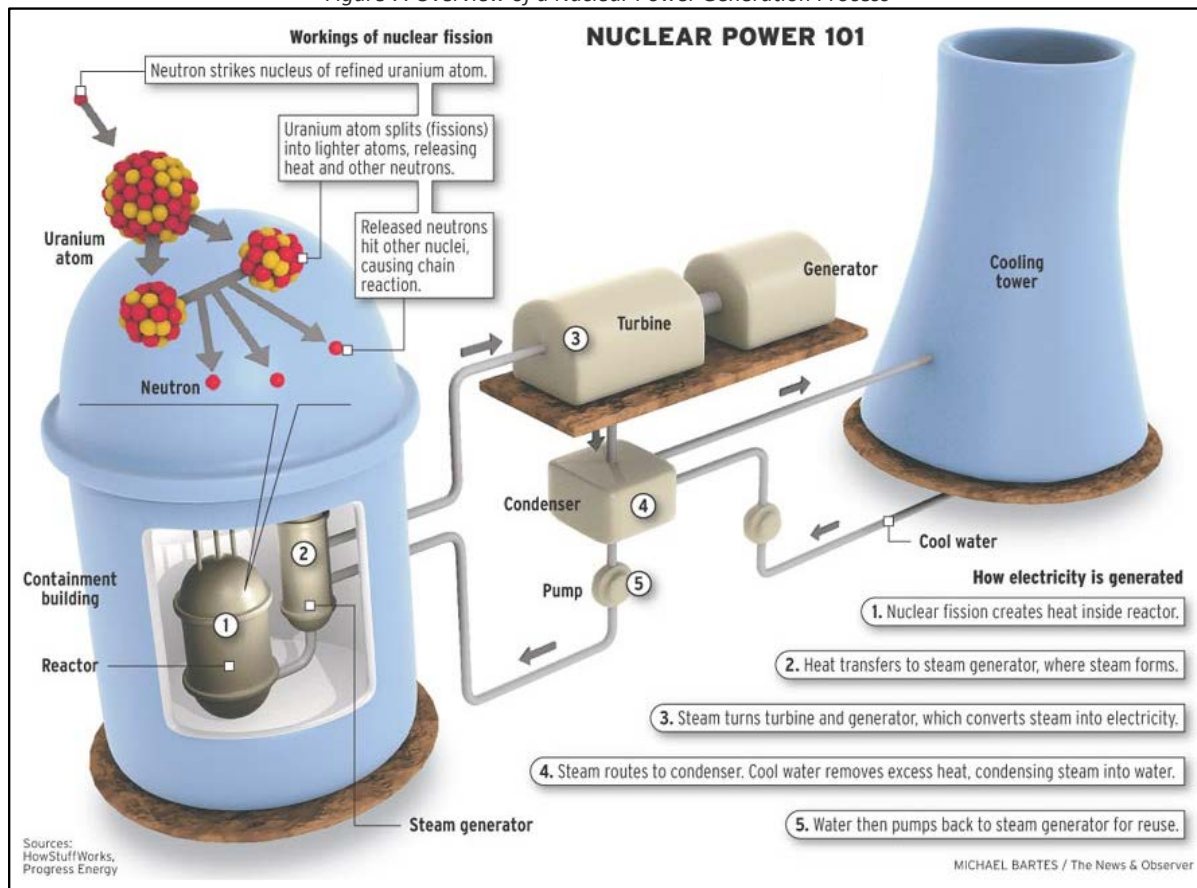 Figure 7: Overview of a Nuclear Power Generation Process
NUCLEAR POWER 101
Workings of nuclear fission
Neutron strikes nucleus of refined uranium atom.
Uranium atom splits (fissions)
into lighter atoms, releasing
heat and other neutrons.
Released neutrons
hit other nuclei,
causing chain
reaction.
Uranium
atom
Neutron
Containment
building
Reactor
1
2
Steam generator
3
Turbine
Generator
Condenser
4
Pump
5
Cooling
tower
Cool water
How electricity is generated
1. Nuclear fission creates heat inside reactor.
2. Heat transfers to steam generator, where steam forms.
3. Steam turns turbine and generator, which converts steam into electricity.
4. Steam routes to condenser. Cool water removes excess heat, condensing steam into water.
5. Water then pumps back to steam generator for reuse.
Sources:
HowStuffWorks,
Progress Energy
MICHAEL BARTES / The News & Observer